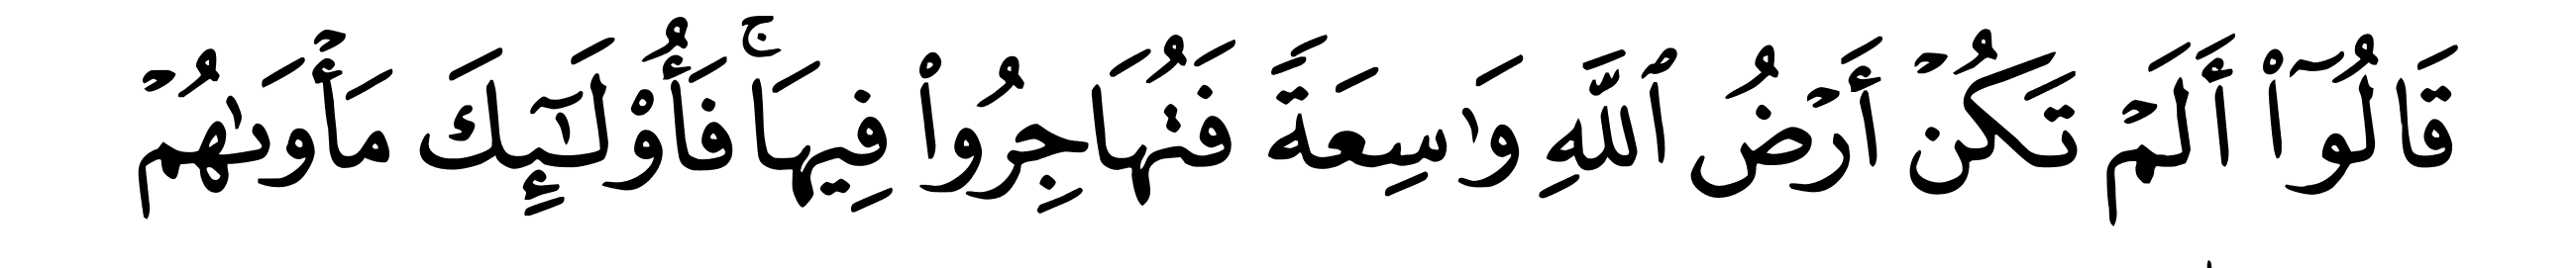 قَالُوٓا۟ أَلَمْ تَكُنْ أَرْضُ ٱللَّهِ وَٰسِعَةً فَتُهَاجِرُوا۟ فِيهَا ۚ فَأُو۟لَـٰٓئِكَ مَأْوَىٰهُمْ